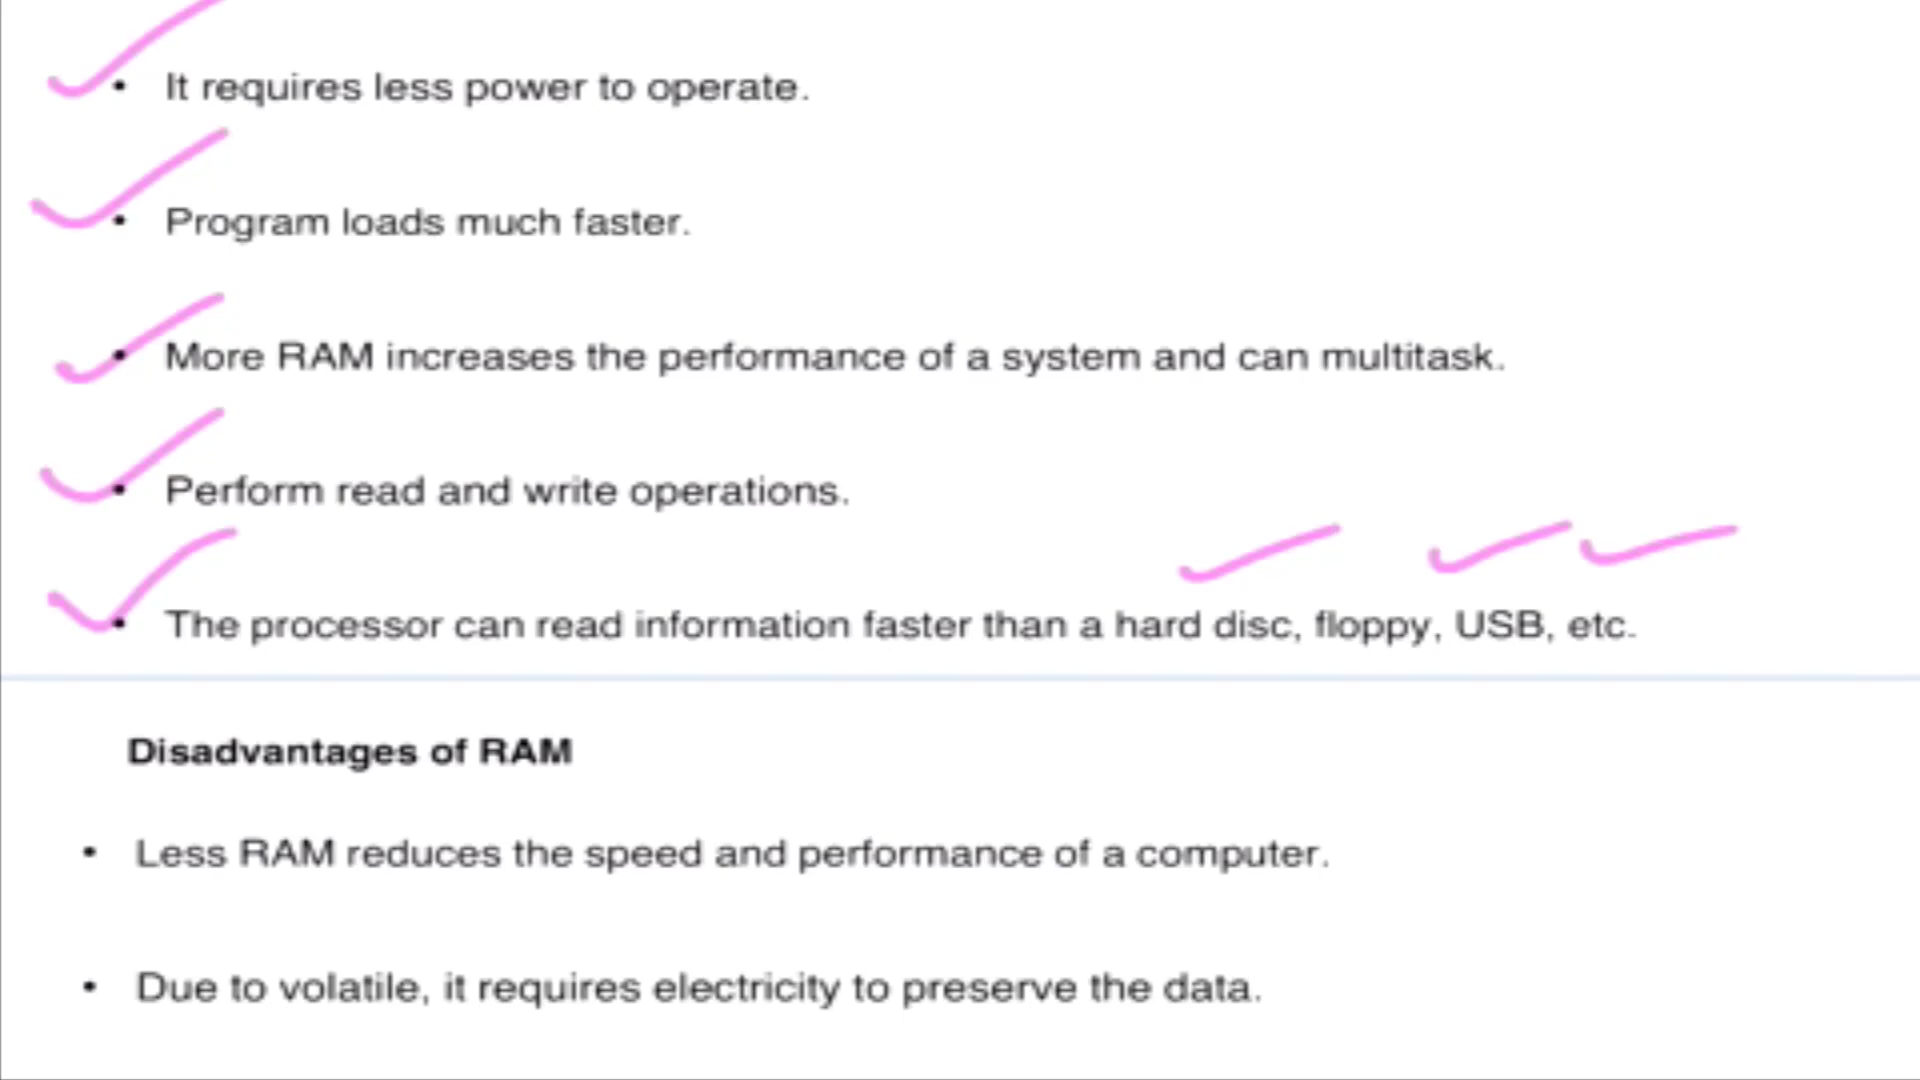 • It requires less power to operate.
• Program loads much faster.
• More RAM increases the performance of a system and can multitask.
• Perform read and write operations.
• The processor can read information faster than a hard disc, floppy, USB, etc.
Disadvantages of RAM
• Less RAM reduces the speed and performance of a computer.
• Due to volatile, it requires electricity to preserve the data.